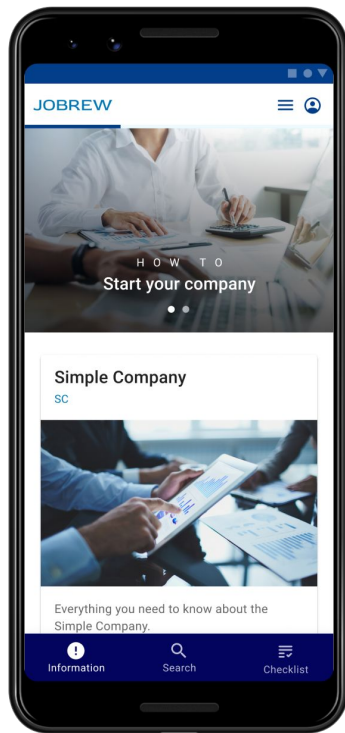 JOBREW
HOW TO
Start your company
Simple Company
SC
Everything you need to know about the
Simple Company.
Information
Search
Checklist